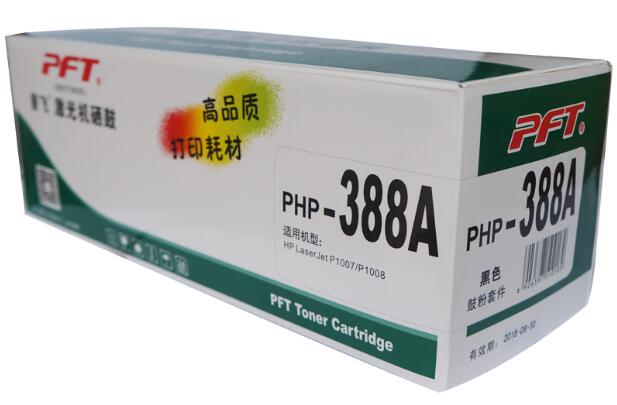 PFT
飞 激光机硒鼓
高品质
打印耗材
PHP-388A
适用机型:
HP LaserJet P1007/P1008
PFT Toner Cartridge
PFT
PHP-388A
黑色
鼓粉套件
有效期: 2018-08-30